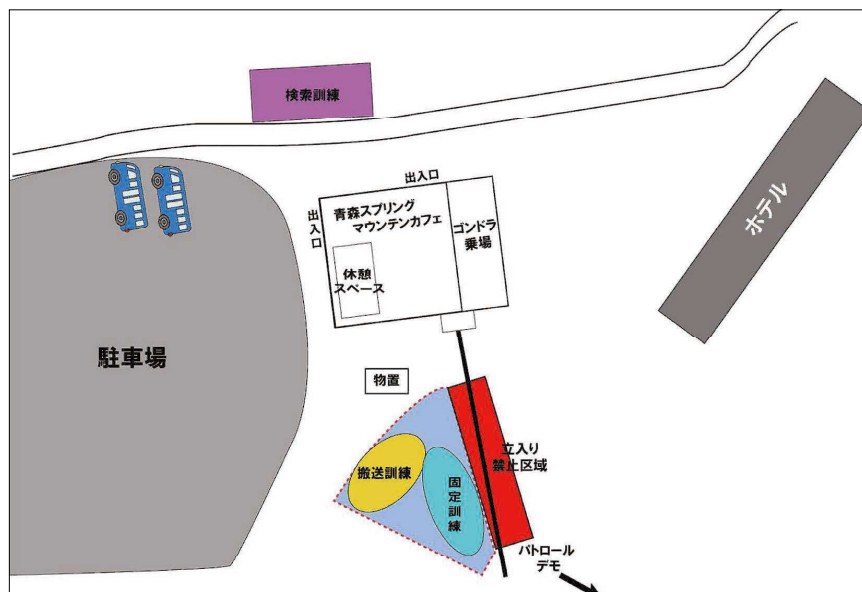 検索訓練
出入口
出入口
青森スプリング
マウンテンカフェ
ゴンドラ
乗場
休憩
スペース
ホテル
駐車場
物置
搬送訓練
固定訓練
立入り
禁止区域
パトロール
デモ